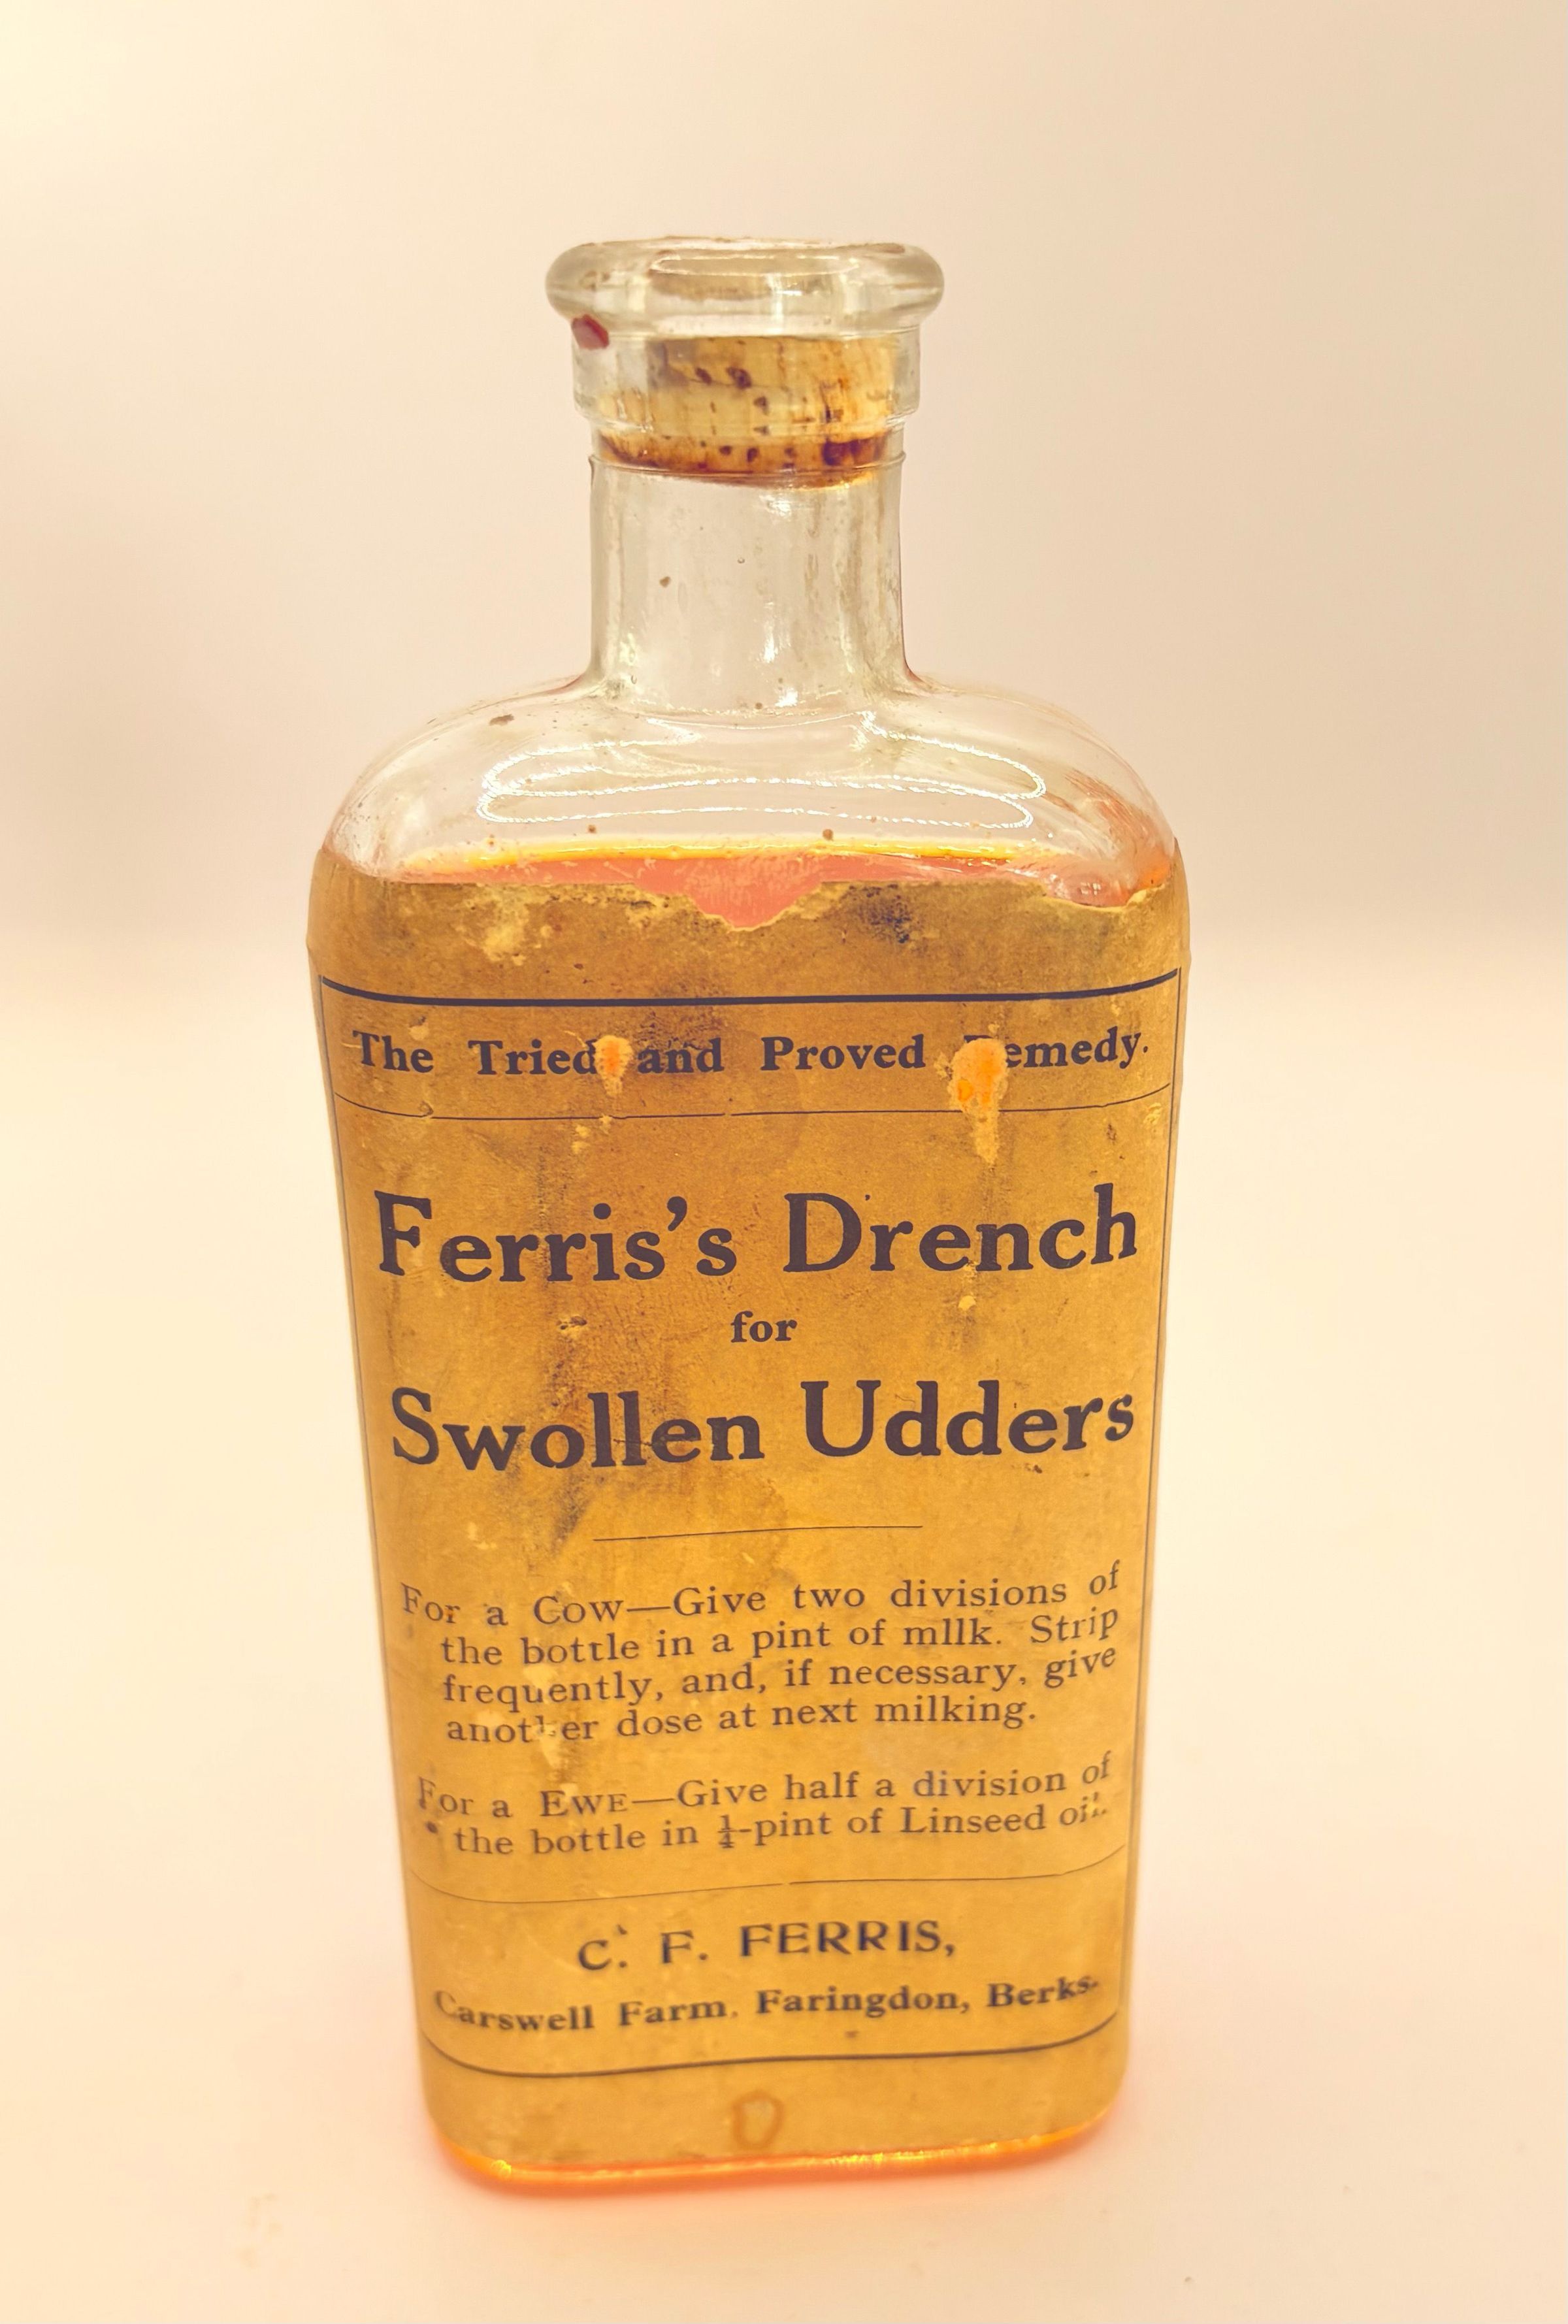 The Tried and Proved Remedy.
Ferris's Drench
for
Swollen Udders
For a Cow—Give two divisions of
the bottle in a pint of mllk. Strip
frequently, and, if necessary, give
another dose at next milking.
For a Ewe—Give half a division of
the bottle in ¼-pint of Linseed oil.
C. F. FERRIS,
Carswell Farm, Faringdon, Berks.